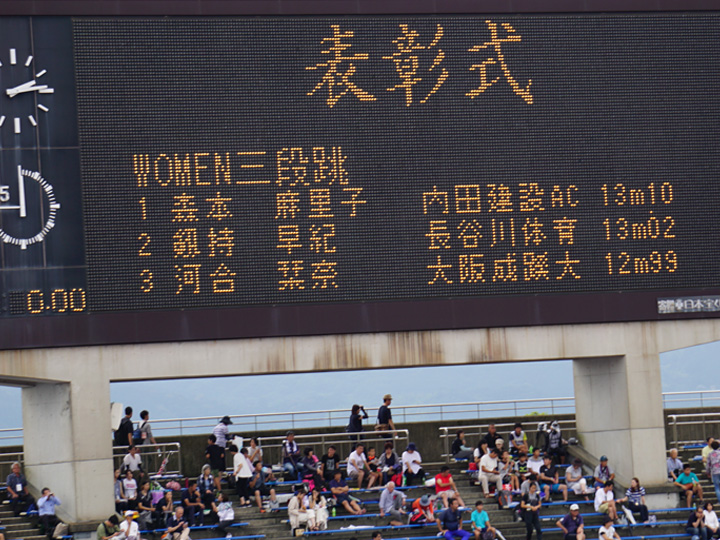 表彰式
WOMEN三段跳
1 森本 麻里子 内田建設AC 13m10
2 剱持 早紀 長谷川体育 13m02
3 河合 栞奈 大阪成蹊大 12m99
0:00
5